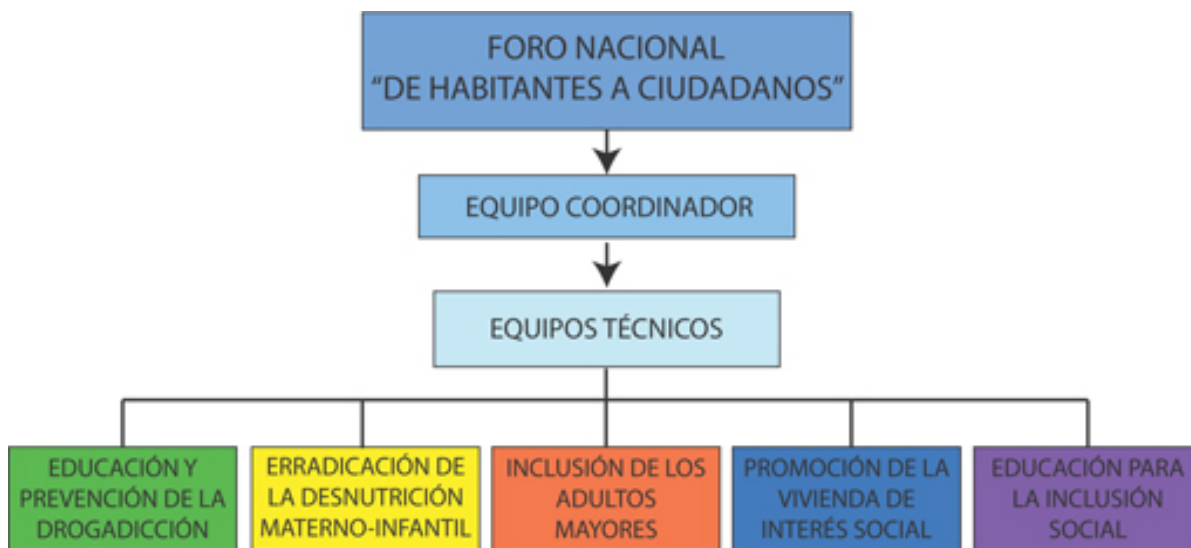 FORO NACIONAL
“DE HABITANTES A CIUDADANOS”
EQUIPO COORDINADOR
EQUIPOS TÉCNICOS
EDUCACIÓN Y
PREVENCIÓN DE LA
DROGADICCIÓN
ERRADICACIÓN DE
LA DESNUTRICIÓN
MATERNO-INFANTIL
INCLUSIÓN DE LOS
ADULTOS
MAYORES
PROMOCIÓN DE LA
VIVIENDA DE
INTERÉS SOCIAL
EDUCACIÓN PARA
LA INCLUSIÓN
SOCIAL